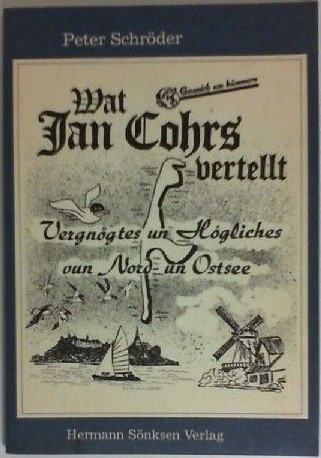 Peter Schröder
Wat
Jan Cohrs
vertellt
Vergnögtes un Högliches
vun Nord- un Ostsee
Hermann Sönksen Verlag